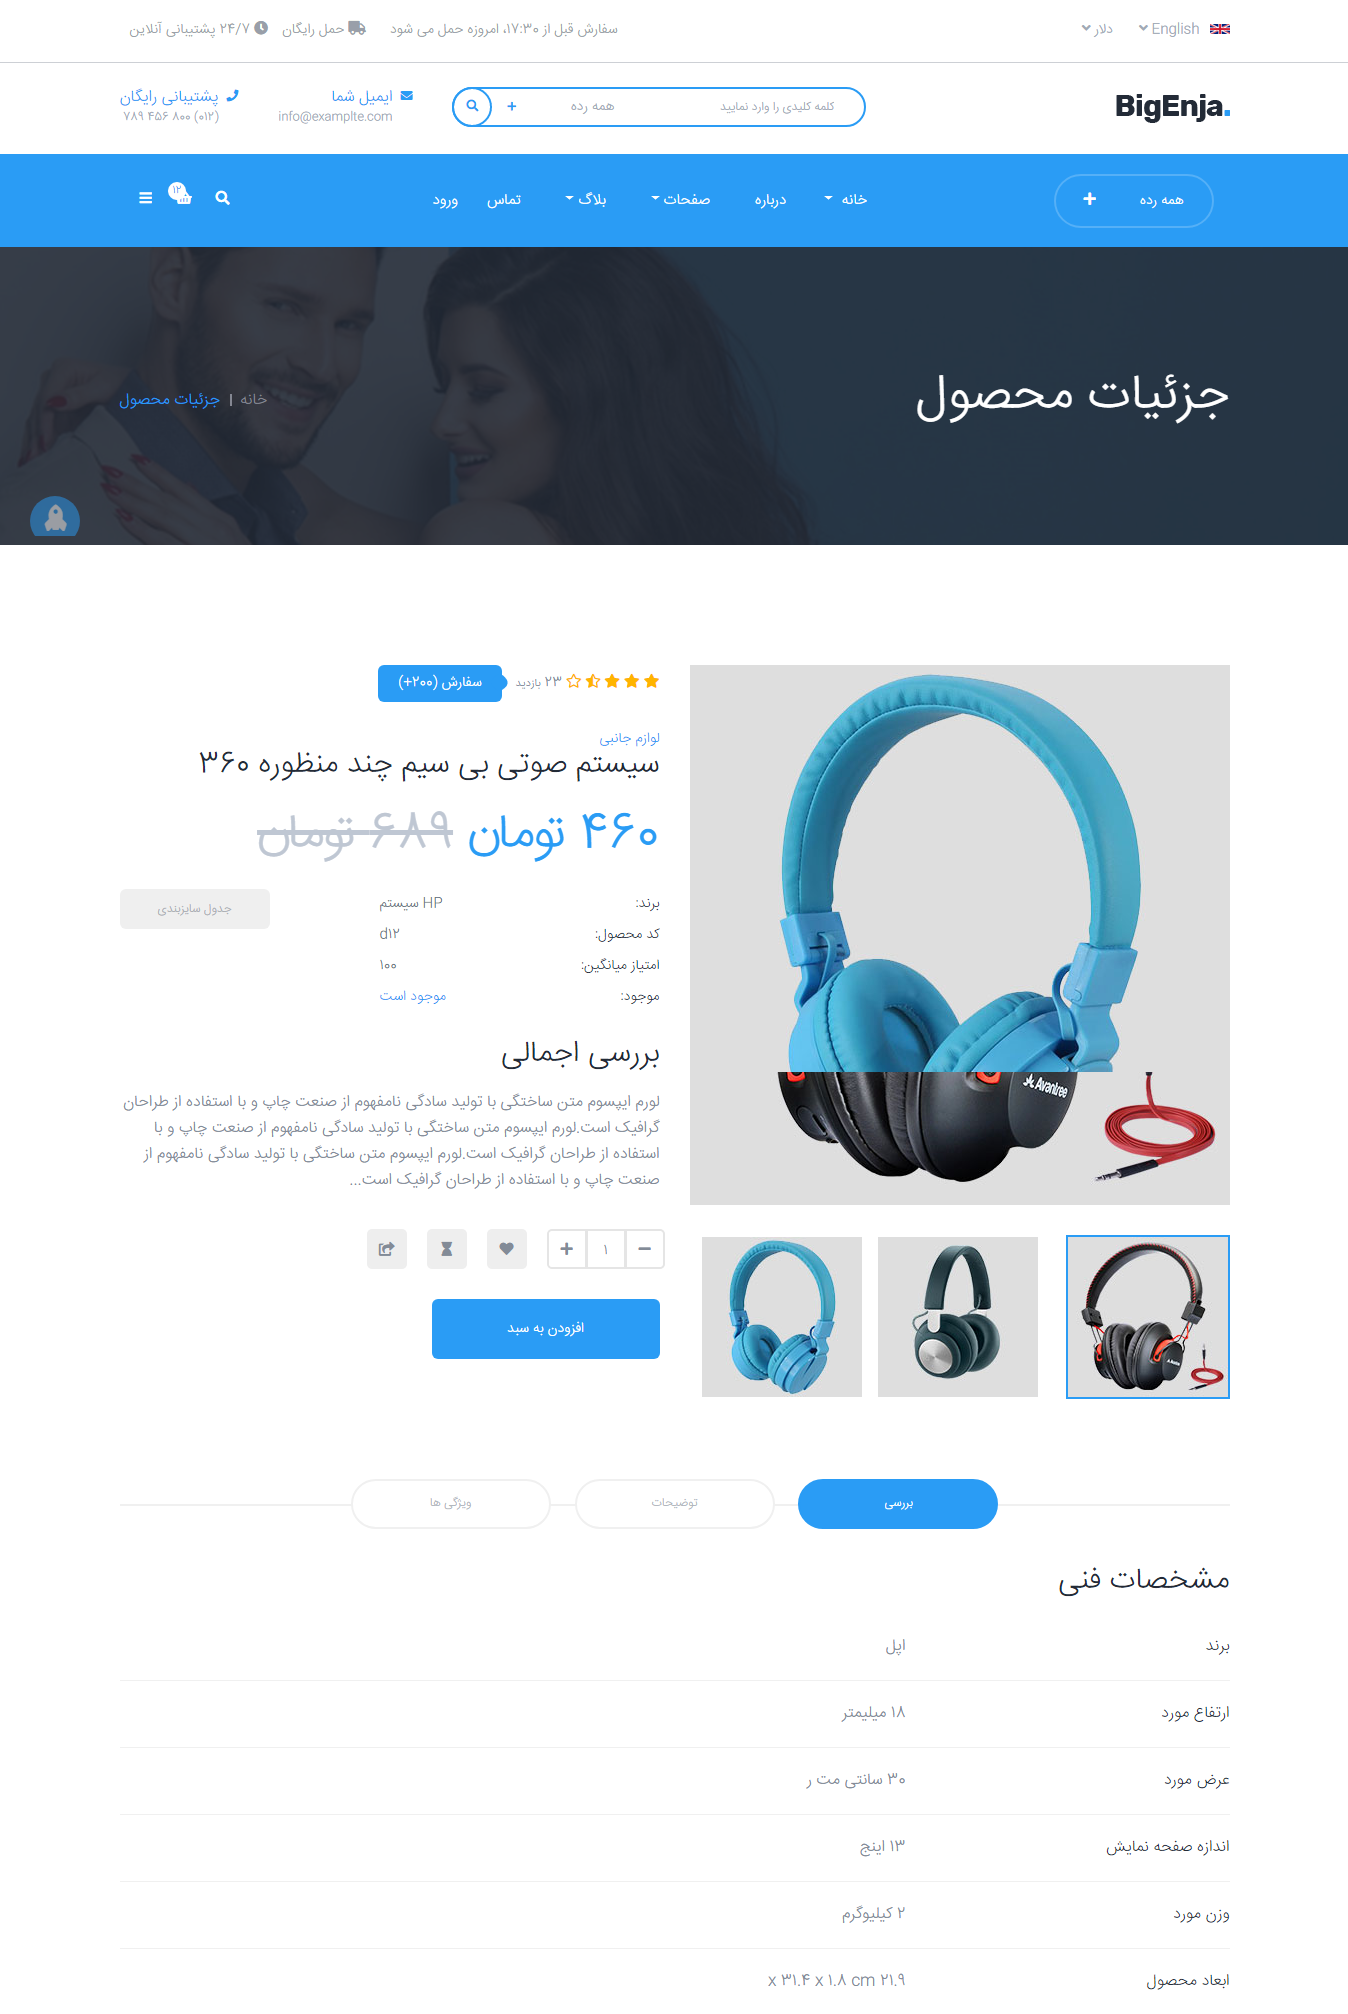 English دلار سفارش قبل از ۱۷:۳۰، امروزه حمل می شود حمل رایگان ۲۴/۷ پشتیبانی آنلاین
BigEnja.
کلمه کلیدی را وارد نمایید همه رده
ایمیل شما
info@examplte.com
پشتیبانی رایگان
(۰۱۲) ۸۰۰ ۴۵۶ ۷۸۹
همه رده خانه درباره صفحات بلاگ تماس ورود ۱۲
جزئیات محصول
خانه | جزئیات محصول
۲۳ بازدید سفارش (۲۰۰+)
لوازم جانبی
سیستم صوتی بی سیم چند منظوره ۳۶۰
۴۶۰ تومان ۶۸۹ تومان
برند: HP سیستم
کد محصول: d۱۲
امتیاز میانگین: ۱۰۰
موجود: موجود است
جدول سایزبندی
بررسی اجمالی
لورم ایپسوم متن ساختگی با تولید سادگی نامفهوم از صنعت چاپ و با استفاده از طراحان
گرافیک است.لورم ایپسوم متن ساختگی با تولید سادگی نامفهوم از صنعت چاپ و با
استفاده از طراحان گرافیک است.لورم ایپسوم متن ساختگی با تولید سادگی نامفهوم از
صنعت چاپ و با استفاده از طراحان گرافیک است...
۱
افزودن به سبد
Avantree
بررسی توضیحات ویژگی ها
مشخصات فنی
برند اپل
ارتفاع مورد ۱۸ میلیمتر
عرض مورد ۳۰ سانتی مت ر
اندازه صفحه نمایش ۱۳ اینچ
وزن مورد ۲ کیلیوگرم
ابعاد محصول ۲۱.۹ x ۳۱.۴ x ۱.۸ cm